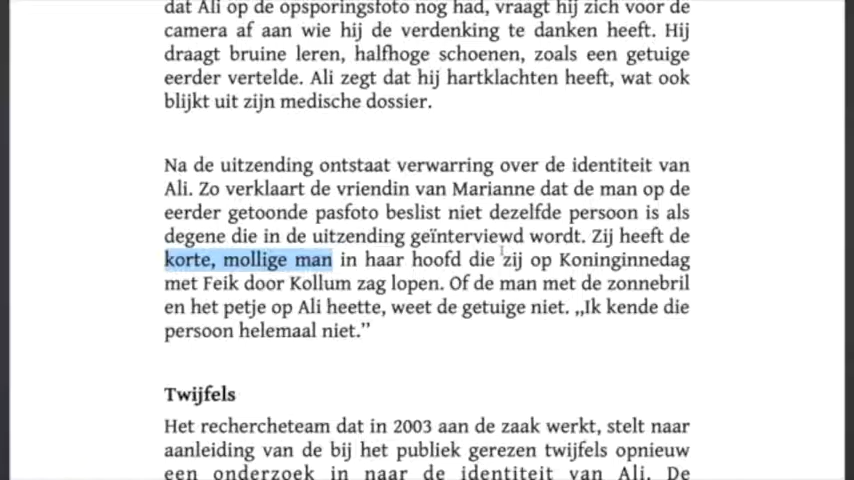 dat Ali op de opsporingsfoto nog had, vraagt hij zich voor de
camera af aan wie hij de verdenking te danken heeft. Hij
draagt bruine leren, halfhoge schoenen, zoals een getuige
eerder vertelde. Ali zegt dat hij hartklachten heeft, wat ook
blijkt uit zijn medische dossier.
Na de uitzending ontstaat verwarring over de identiteit van
Ali. Zo verklaart de vriendin van Marianne dat de man op de
eerder getoonde pasfoto beslist niet dezelfde persoon is als
degene die in de uitzending geïnterviewd wordt. Zij heeft de
korte, mollige man in haar hoofd die zij op Koninginnedag
met Feik door Kollum zag lopen. Of de man met de zonnebril
en het petje op Ali heette, weet de getuige niet. „Ik kende die
persoon helemaal niet.”
Twijfels
Het rechercheteam dat in 2003 aan de zaak werkt, stelt naar
aanleiding van de bij het publiek gerezen twijfels opnieuw
een onderzoek in naar de identiteit van Ali. De